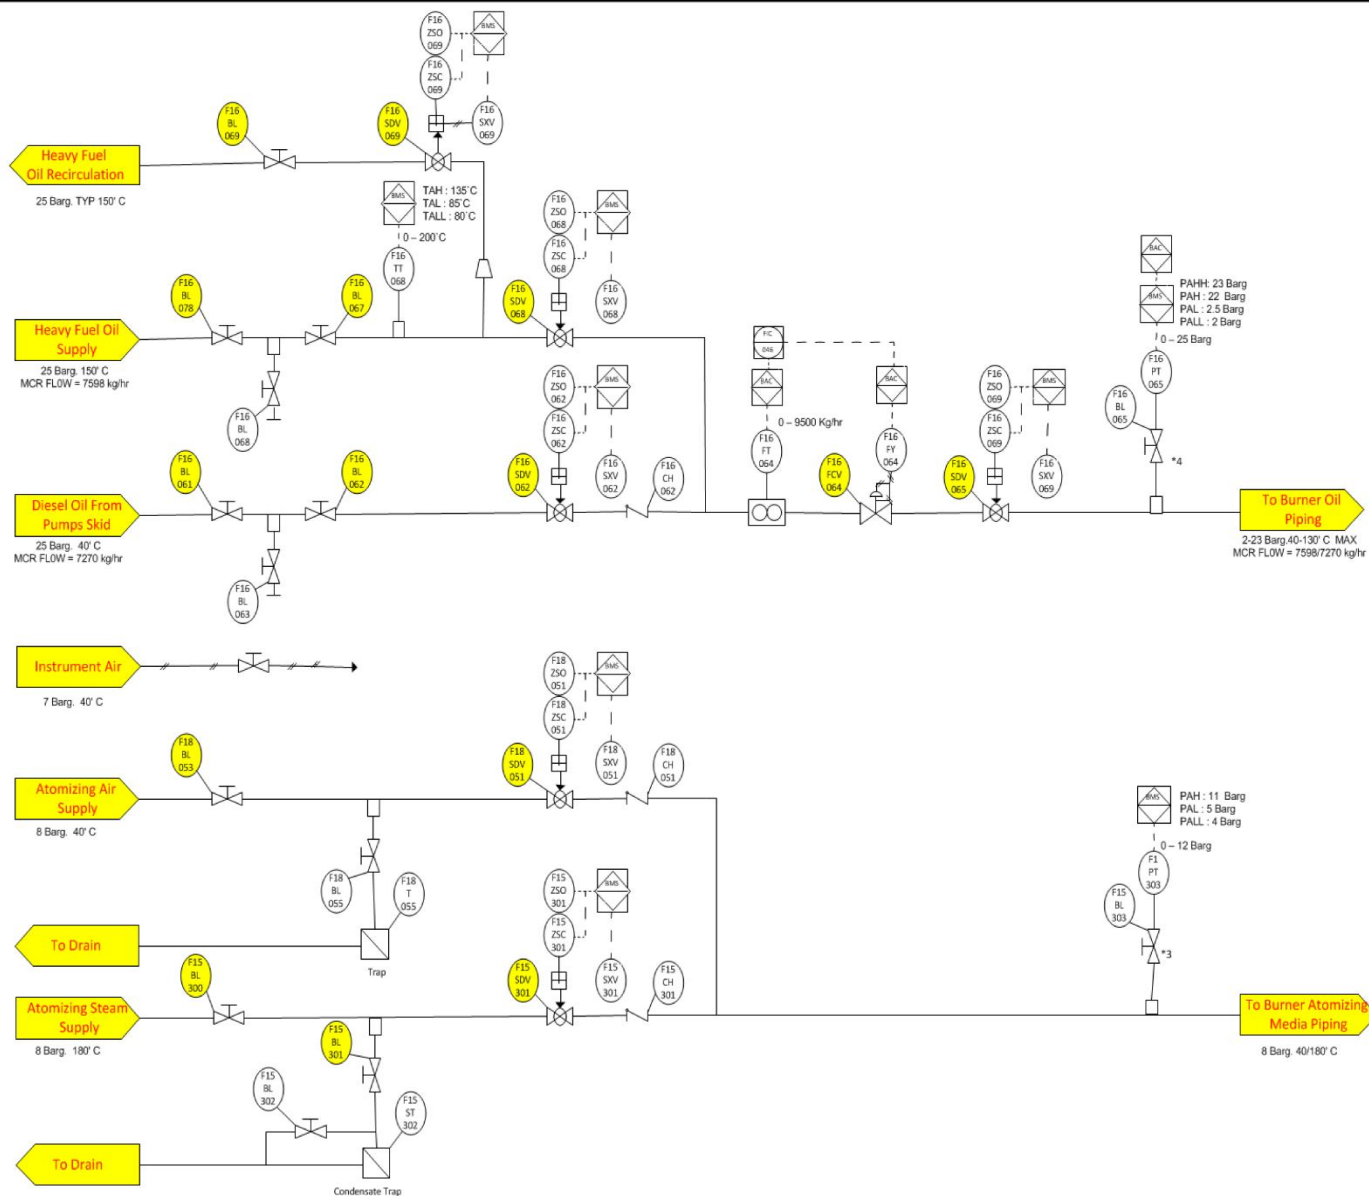 F16
ZSO
069
BMS
F16
ZSC
069
F16
BL
069
F16
SDV
069
F16
SXV
069
Heavy Fuel
Oil Recirculation
25 Barg. TYP 150' C
BMS
TAH : 135°C
TAL : 85°C
TALL : 80°C
0 – 200°C
F16
ZSO
068
BMS
F16
ZSC
068
F16
TT
068
BAC
F16
BL
078
F16
BL
067
F16
SDV
068
F16
SXV
068
BMS
PAHH: 23 Barg
PAH : 22 Barg
PAL : 2.5 Barg
PALL : 2 Barg
0 – 25 Barg
Heavy Fuel Oil
Supply
25 Barg. 150' C
MCR FL0W = 7598 kg/hr
FIC
046
F16
PT
065
F16
ZSO
062
BMS
BAC
BAC
F16
ZSO
069
BMS
F16
BL
065
F16
BL
068
F16
ZSC
062
0 – 9500 Kg/hr
F16
FT
064
F16
FY
064
F16
ZSC
069
*4
F16
BL
061
F16
BL
062
F16
SDV
062
F16
SXV
062
F16
CH
062
F16
FCV
064
F16
SDV
065
F16
SXV
069
Diesel Oil From
Pumps Skid
25 Barg. 40' C
MCR FL0W = 7270 kg/hr
To Burner Oil
Piping
2-23 Barg.40-130' C MAX
MCR FL0W = 7598/7270 kg/hr
F16
BL
063
Instrument Air
7 Barg. 40' C
F18
ZSO
051
BMS
F18
ZSC
051
F18
BL
053
F18
SDV
051
F18
SXV
051
F18
CH
051
Atomizing Air
Supply
8 Barg. 40' C
BMS
PAH : 11 Barg
PAL : 5 Barg
PALL : 4 Barg
0 – 12 Barg
F18
BL
055
F18
T
055
F15
ZSO
301
BMS
F1
PT
303
F15
BL
303
F15
ZSC
301
*3
To Drain
Trap
F15
BL
300
F15
SDV
301
F15
SXV
301
F15
CH
301
Atomizing Steam
Supply
8 Barg. 180' C
To Burner Atomizing
Media Piping
8 Barg. 40/180' C
F15
BL
301
F15
BL
302
F15
ST
302
To Drain
Condensate Trap